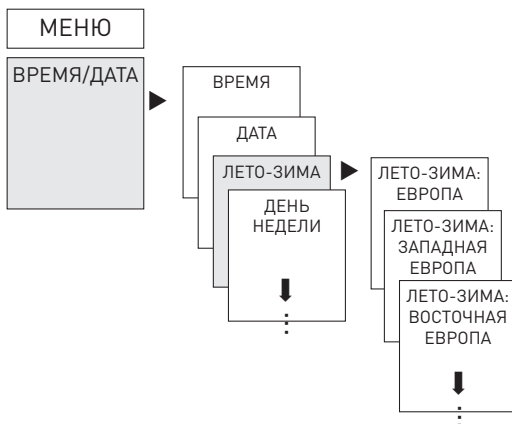 МЕНЮ
ВРЕМЯ/ДАТА
ВРЕМЯ
ДАТА
ЛЕТО-ЗИМА
ДЕНЬ
НЕДЕЛИ
ЛЕТО-ЗИМА:
ЕВРОПА
ЛЕТО-ЗИМА:
ЗАПАДНАЯ
ЕВРОПА
ЛЕТО-ЗИМА:
ВОСТОЧНАЯ
ЕВРОПА